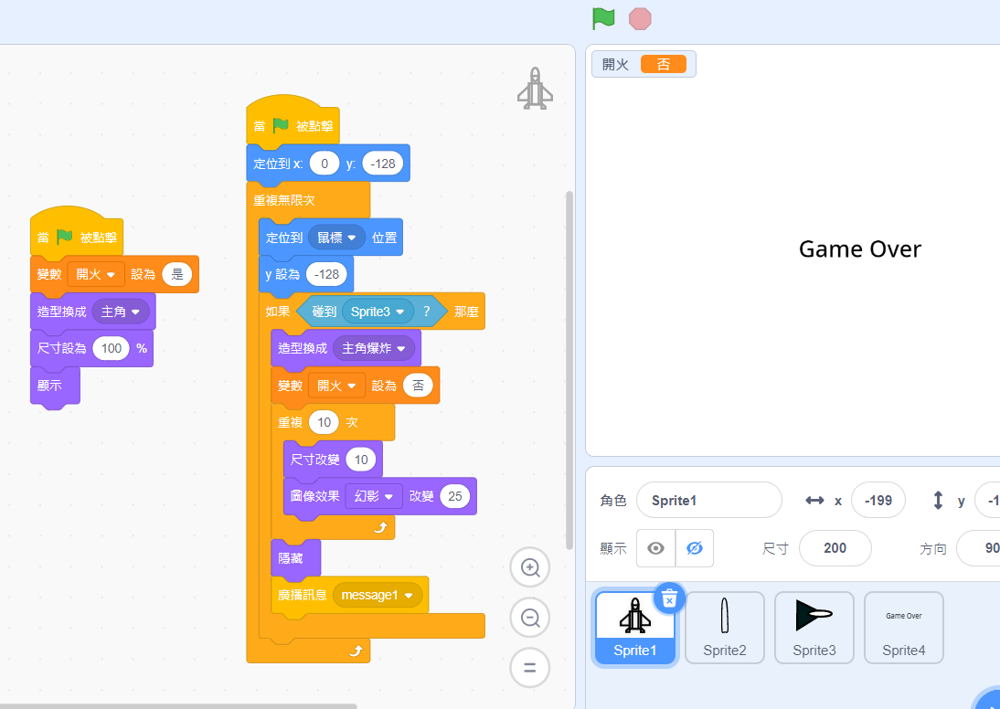 當 被點擊
變數 開火 設為 是
造型換成 主角
尺寸設為 100 %
顯示
當 被點擊
定位到 x: 0 y: -128
重複無限次
定位到 鼠標 位置
y 設為 -128
如果 碰到 Sprite3 ? 那麼
造型換成 主角爆炸
變數 開火 設為 否
重複 10 次
尺寸改變 10
圖像效果 幻影 改變 25
隱藏
廣播訊息 message1
開火 否
Game Over
角色 Sprite1 x -199 y -1
顯示 尺寸 200 方向 90
Game Over
Sprite1 Sprite2 Sprite3 Sprite4